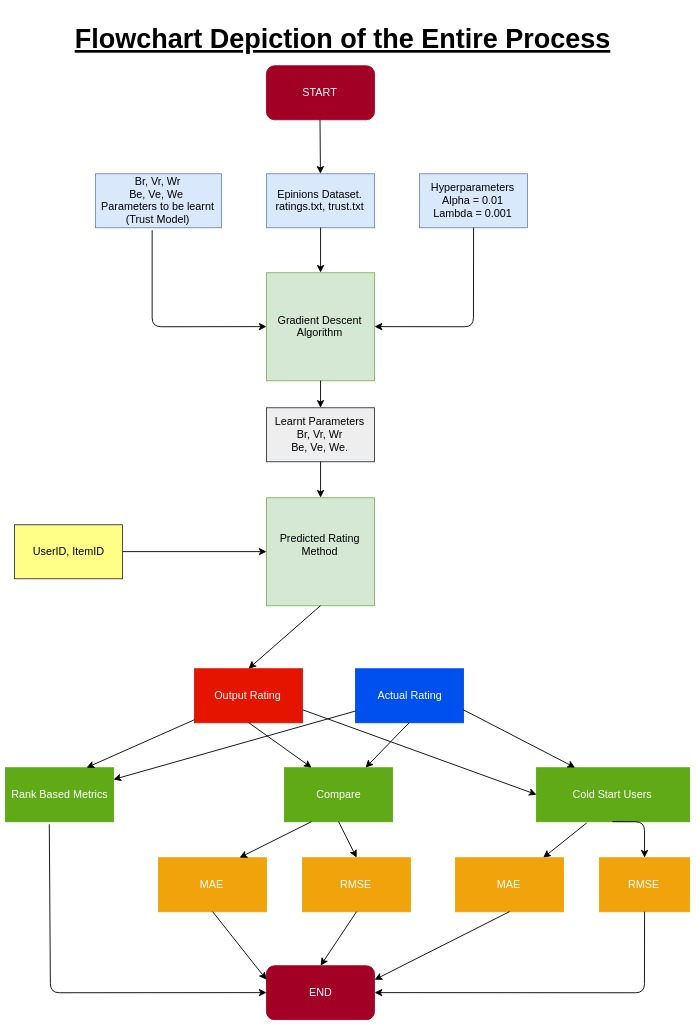 Flowchart Depiction of the Entire Process
START
Br, Vr, Wr
Be, Ve, We
Parameters to be learnt
(Trust Model)
Epinions Dataset.
ratings.txt, trust.txt
Hyperparameters
Alpha = 0.01
Lambda = 0.001
Gradient Descent
Algorithm
Learnt Parameters
Br, Vr, Wr
Be, Ve, We.
UserID, ItemID
Predicted Rating
Method
Output Rating
Actual Rating
Rank Based Metrics
Compare
Cold Start Users
MAE
RMSE
MAE
RMSE
END